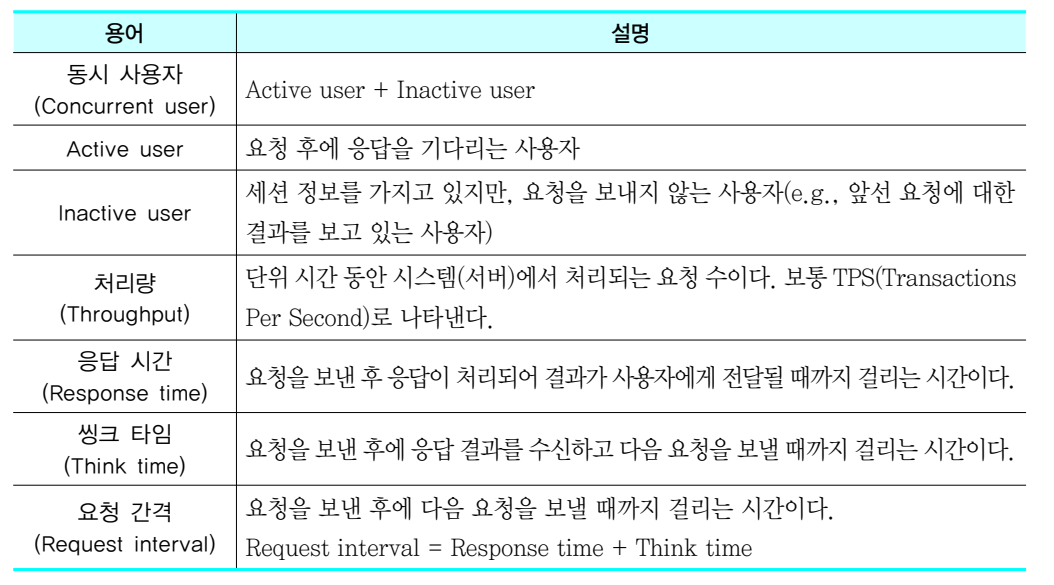 용어 설명
동시 사용자
(Concurrent user)
Active user + Inactive user
Active user 요청 후에 응답을 기다리는 사용자
Inactive user
세션 정보를 가지고 있지만, 요청을 보내지 않는 사용자(e.g., 앞선 요청에 대한
결과를 보고 있는 사용자)
처리량
(Throughput)
단위 시간 동안 시스템(서버)에서 처리되는 요청 수이다. 보통 TPS(Transactions
Per Second)로 나타낸다.
응답 시간
(Response time)
요청을 보낸 후 응답이 처리되어 결과가 사용자에게 전달될 때까지 걸리는 시간이다.
씽크 타임
(Think time)
요청을 보낸 후에 응답 결과를 수신하고 다음 요청을 보낼 때까지 걸리는 시간이다.
요청 간격
(Request interval)
요청을 보낸 후에 다음 요청을 보낼 때까지 걸리는 시간이다.
Request interval = Response time + Think time